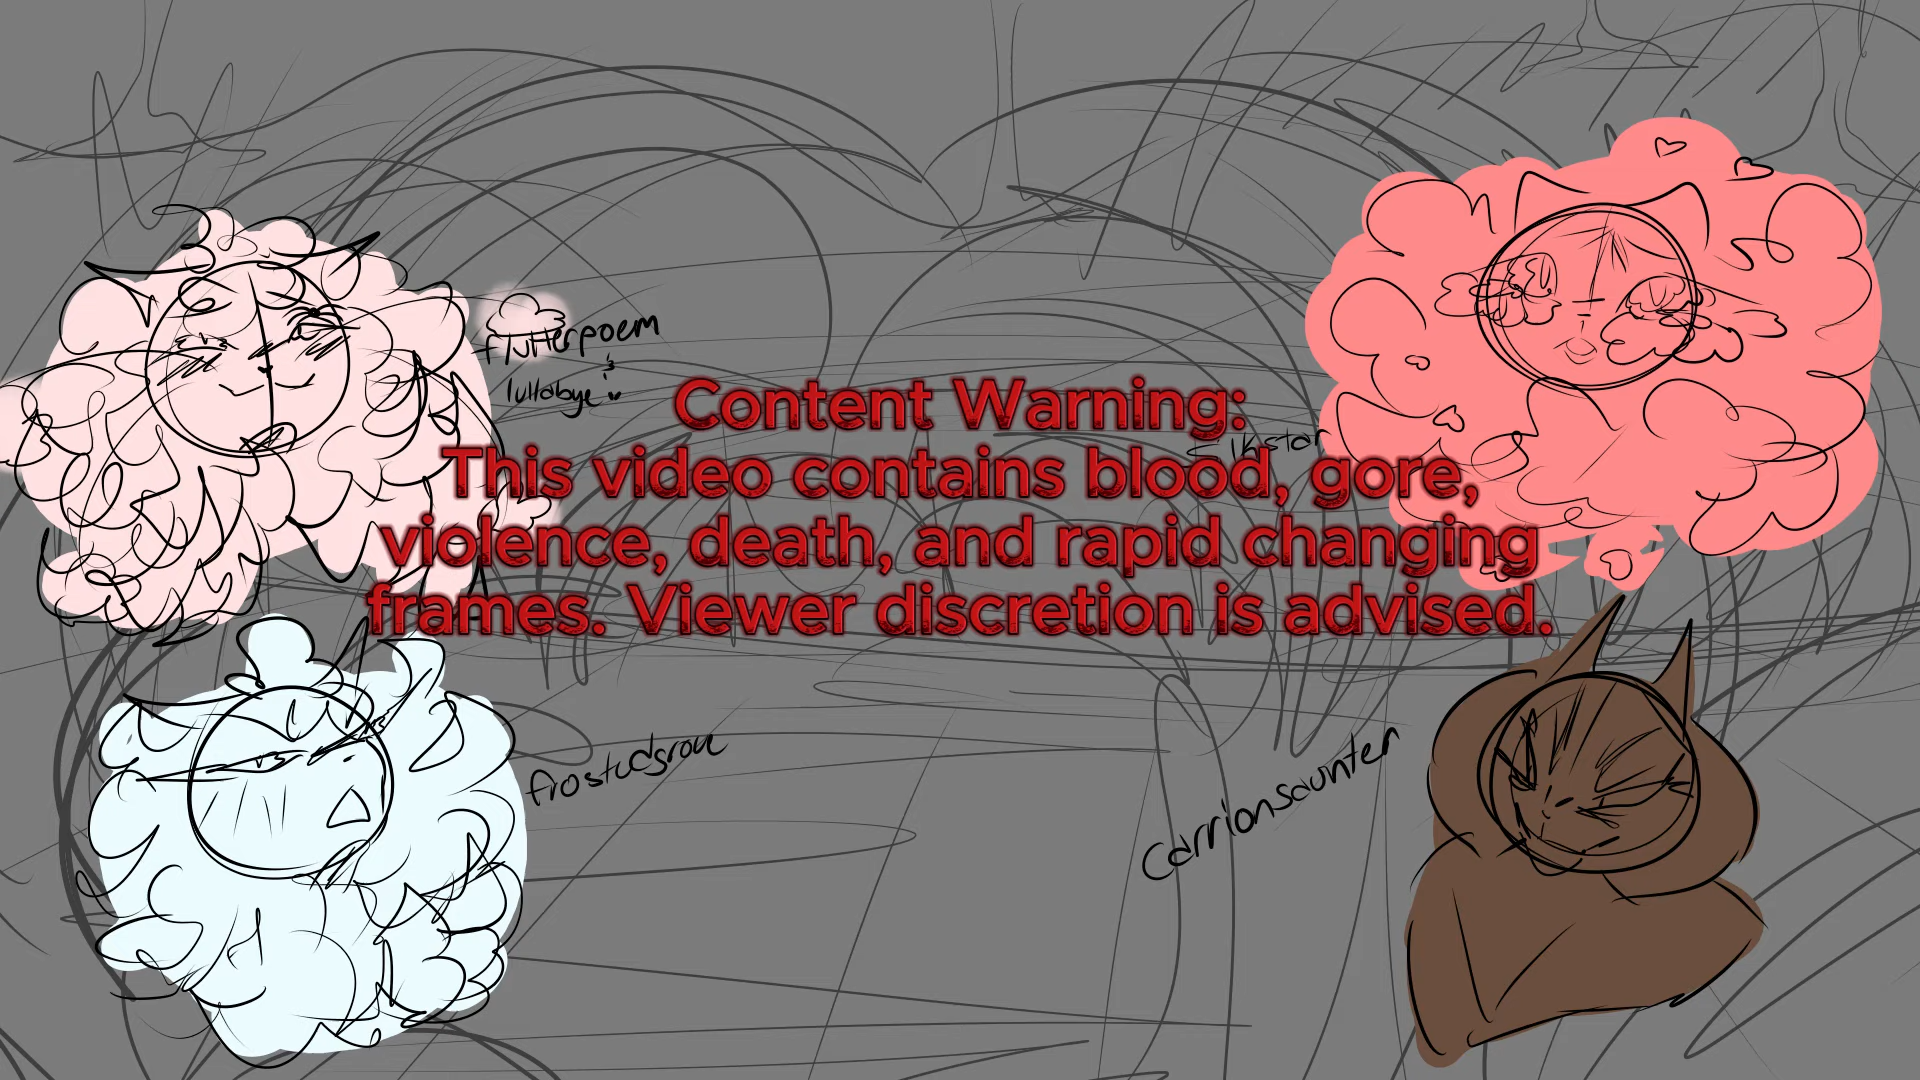 flutterpoem
&
lullabye
Content Warning:
This video contains blood, gore,
violence, death, and rapid changing
frames. Viewer discretion is advised.
Carrionsaunter